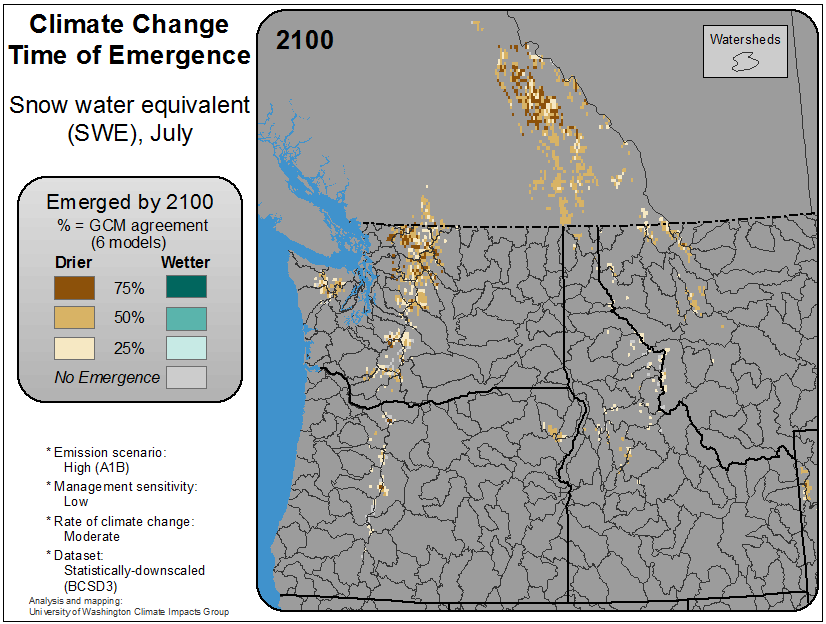 Climate Change
Time of Emergence
Snow water equivalent
(SWE), July
Emerged by 2100
% = GCM agreement
(6 models)
Drier Wetter
75%
50%
25%
No Emergence
* Emission scenario:
High (A1B)
* Management sensitivity:
Low
* Rate of climate change:
Moderate
* Dataset:
Statistically-downscaled
(BCSD3)
Analysis and mapping:
University of Washington Climate Impacts Group
2100
Watersheds